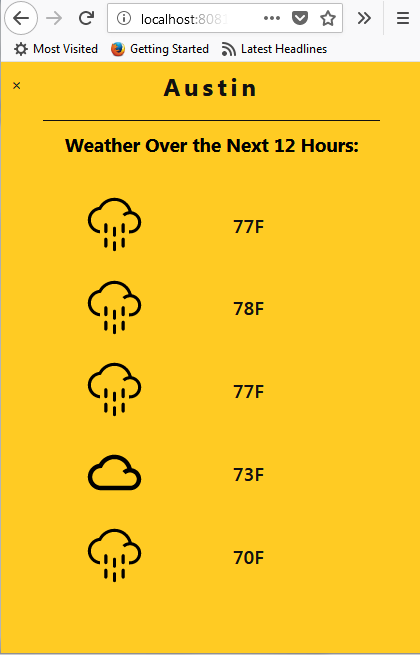 localhost:8081
Most Visited Getting Started Latest Headlines
× Austin
Weather Over the Next 12 Hours:
77F
78F
77F
73F
70F